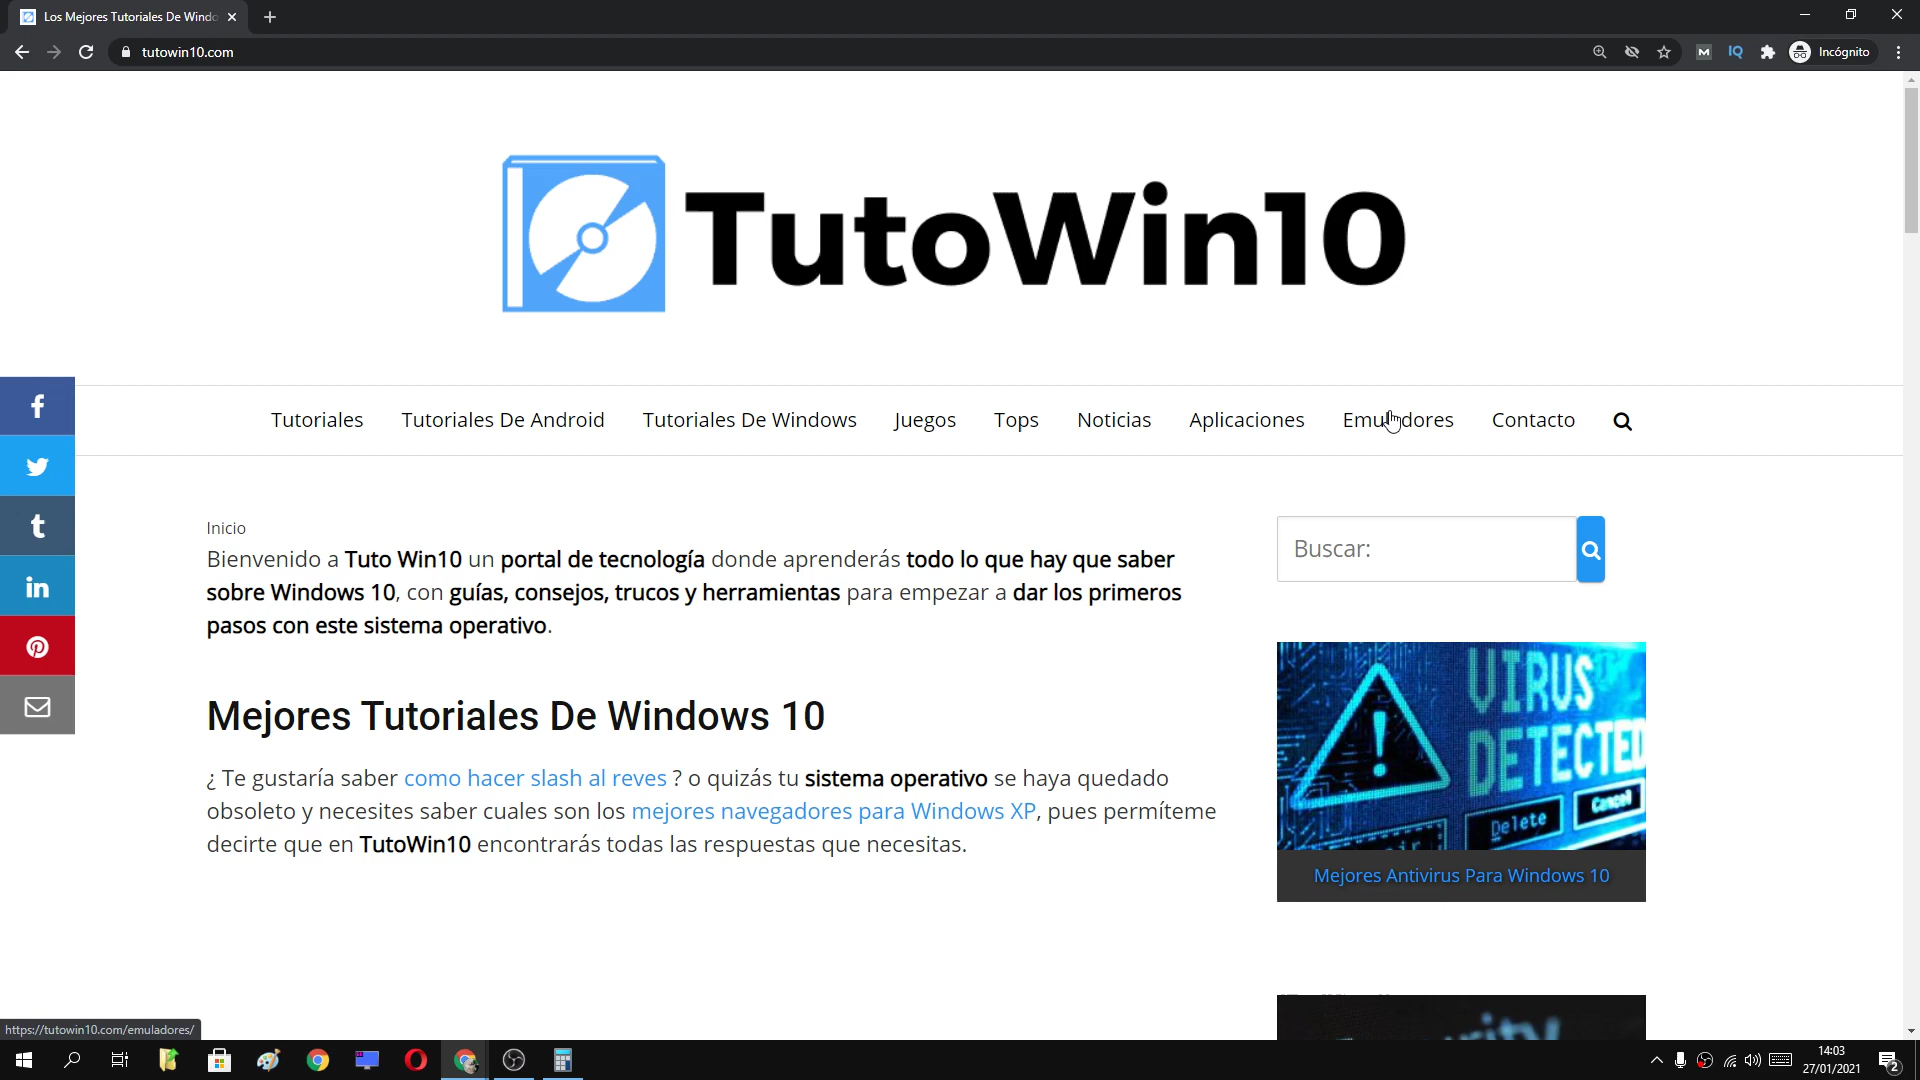 Los Mejores Tutoriales De Windo
tutowin10.com
Incógnito
TutoWin10
Tutoriales Tutoriales De Android Tutoriales De Windows Juegos Tops Noticias Aplicaciones Emuladores Contacto
Inicio
Bienvenido a Tuto Win10 un portal de tecnología donde aprenderás todo lo que hay que saber
sobre Windows 10, con guías, consejos, trucos y herramientas para empezar a dar los primeros
pasos con este sistema operativo.
Buscar:
Mejores Tutoriales De Windows 10
¿ Te gustaría saber como hacer slash al reves ? o quizás tu sistema operativo se haya quedado
obsoleto y necesites saber cuales son los mejores navegadores para Windows XP, pues permíteme
decirte que en TutoWin10 encontrarás todas las respuestas que necesitas.
VIRUS
DETECTED
Cancel
Delete
Mejores Antivirus Para Windows 10
https://tutowin10.com/emuladores/
14:03
27/01/2021
2